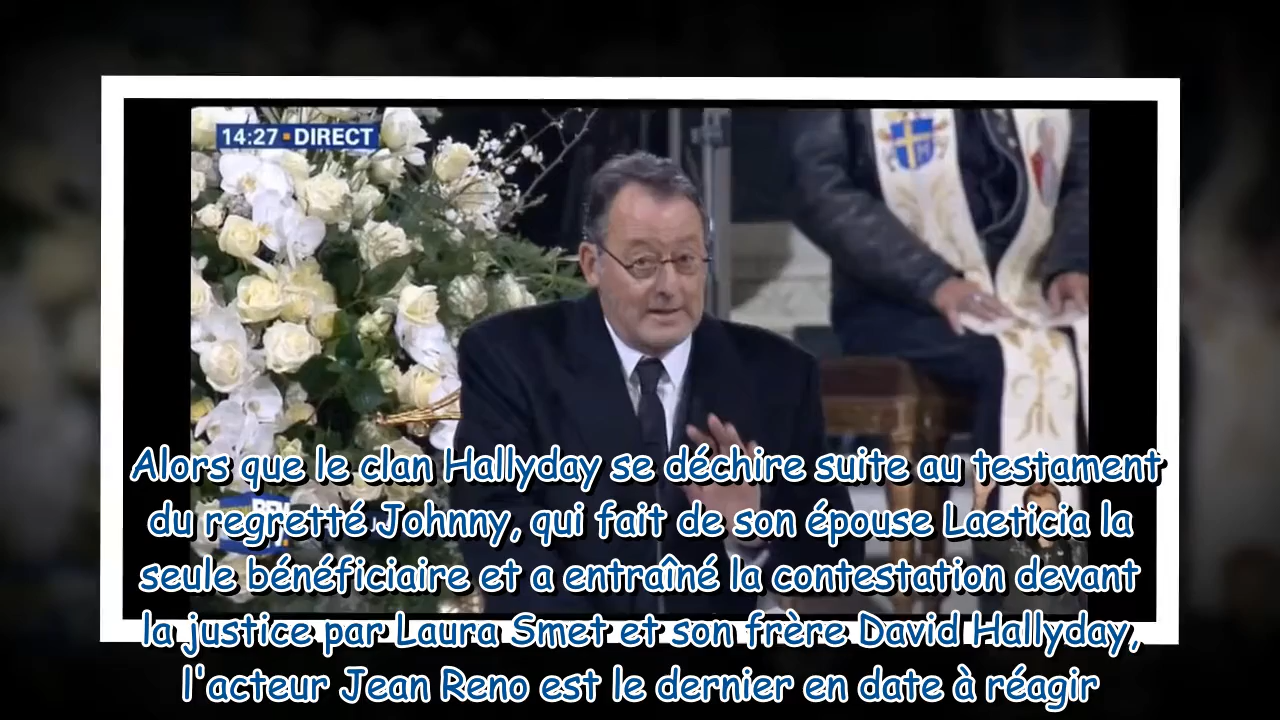 14:27 DIRECT
Alors que le clan Hallyday se déchire suite au testament
du regretté Johnny, qui fait de son épouse Laeticia la
seule bénéficiaire et a entraîné la contestation devant
la justice par Laura Smet et son frère David Hallyday,
l'acteur Jean Reno est le dernier en date à réagir